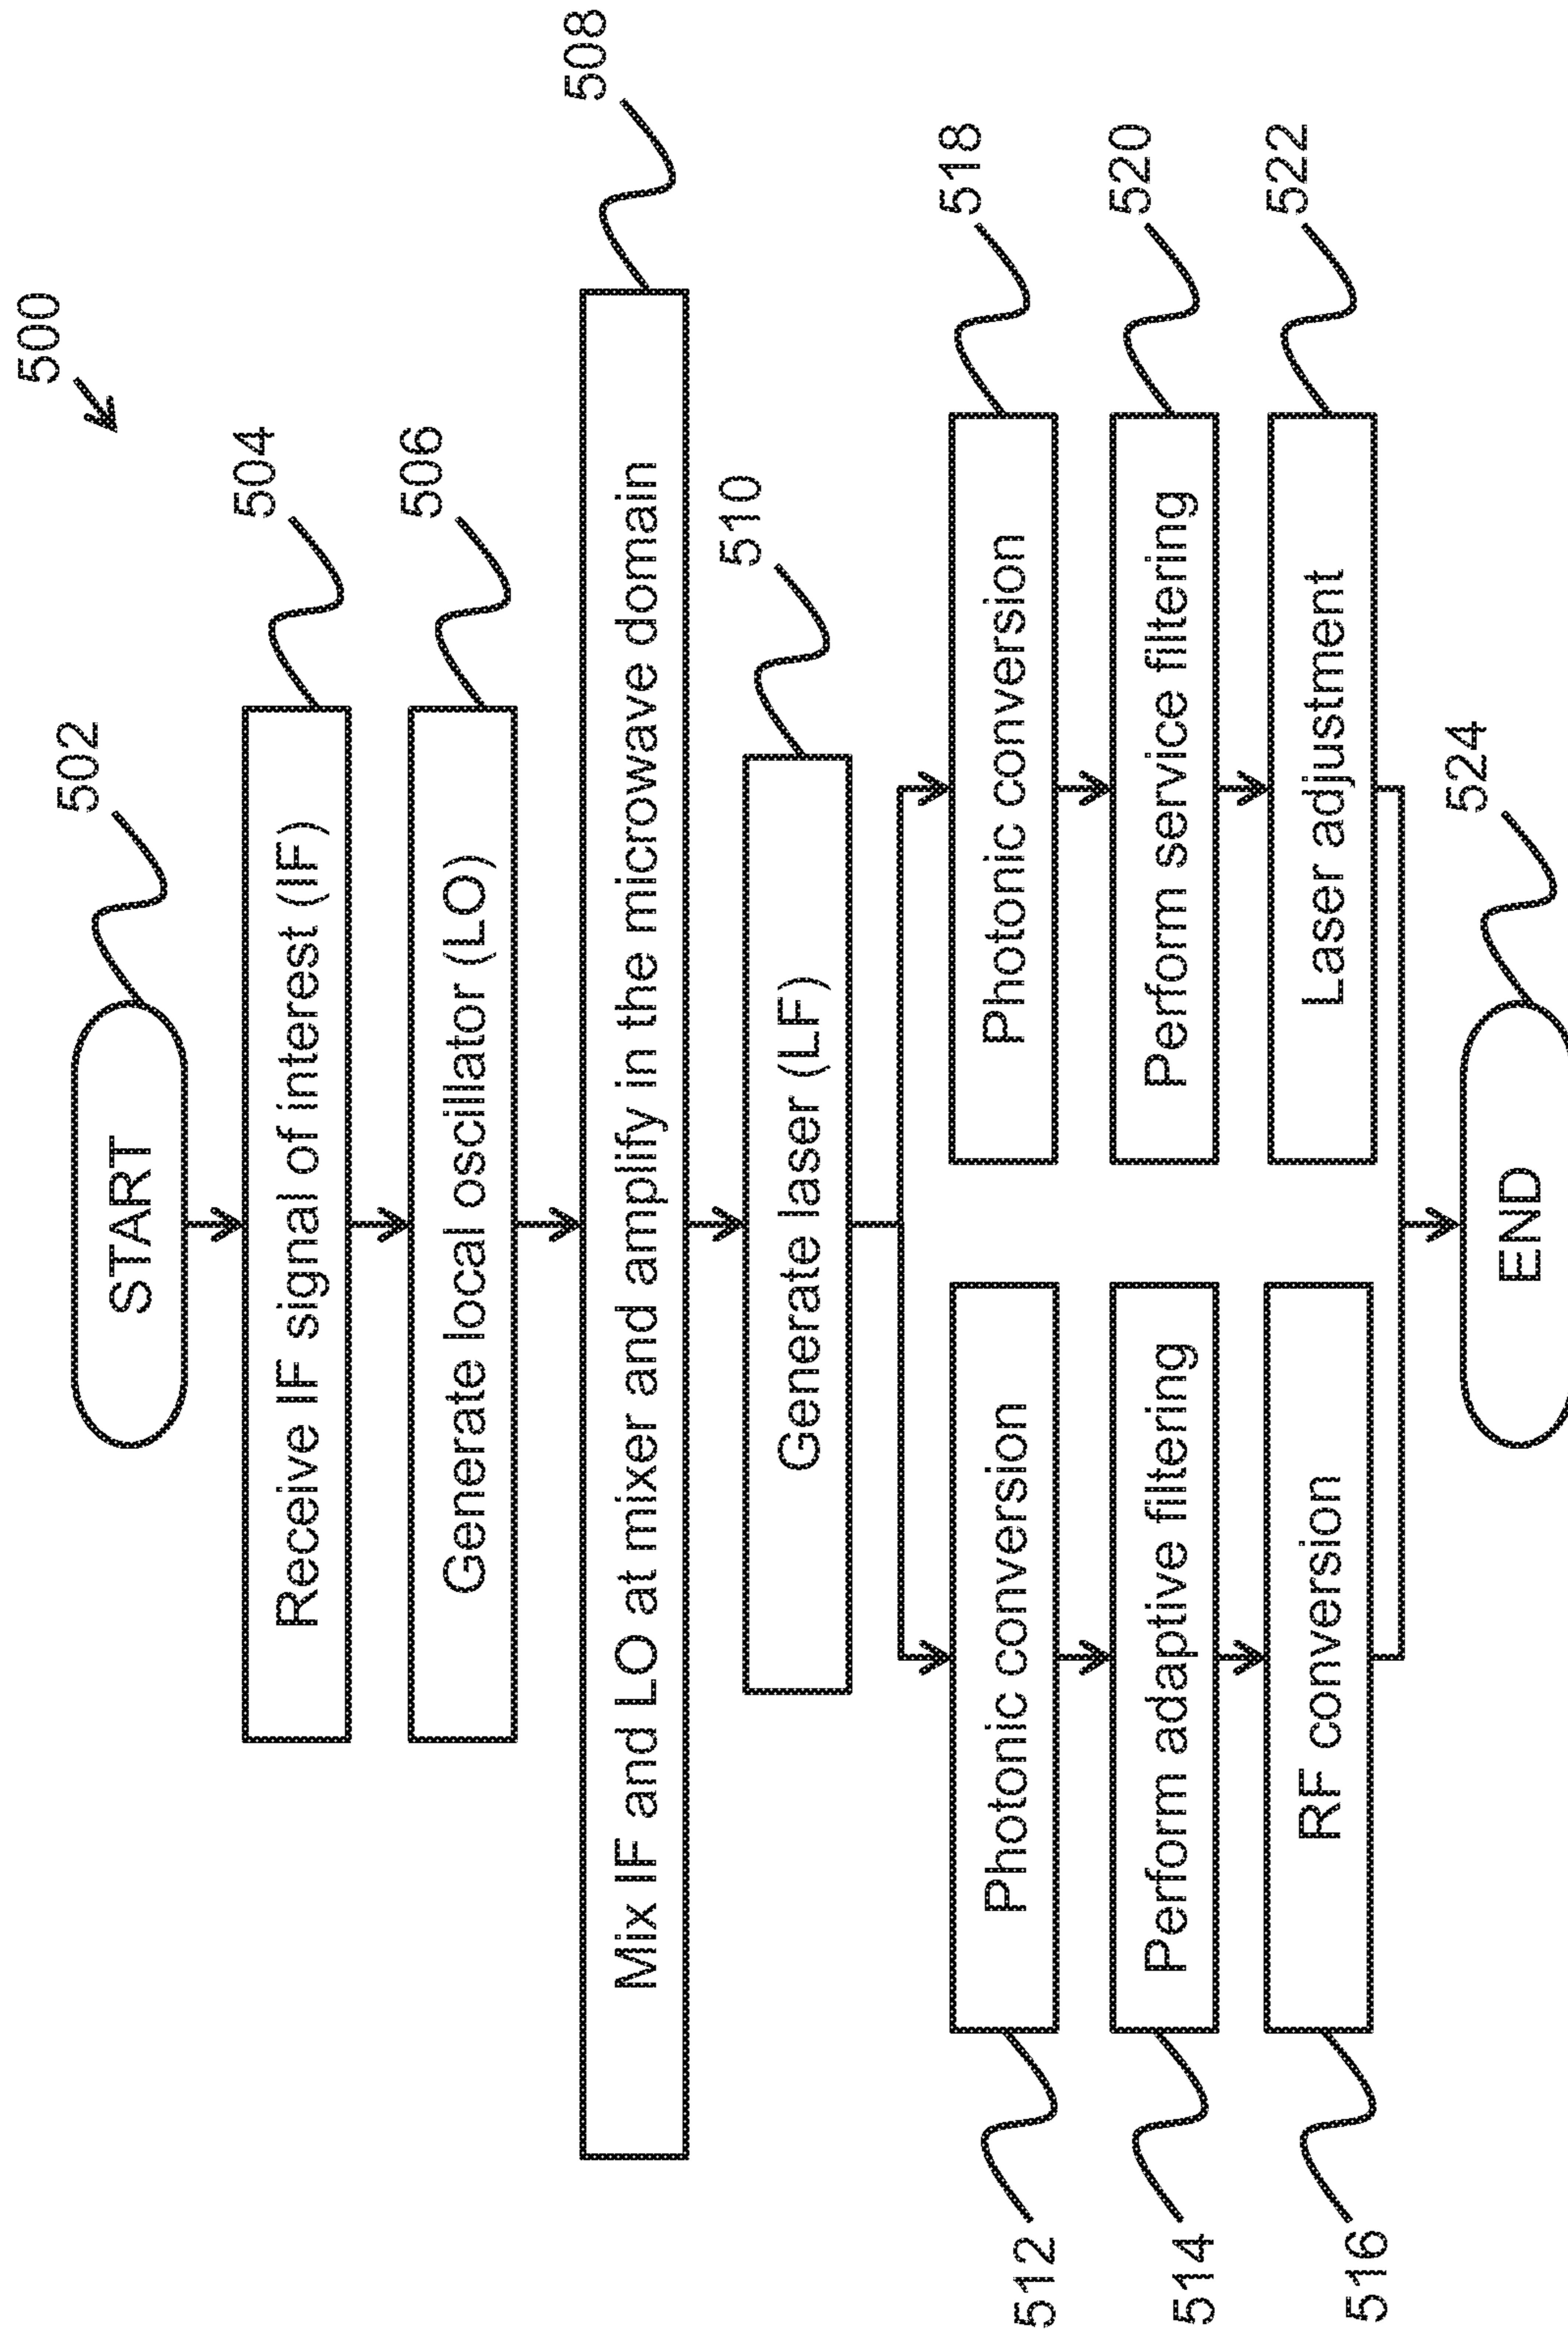 500
START
502
Receive IF signal of interest (IF)
504
Generate local oscillator (LO)
506
Mix IF and LO at mixer and amplify in the microwave domain
508
Generate laser (LF)
510
512
Photonic conversion
514
Perform adaptive filtering
516
RF conversion
Photonic conversion
518
Perform service filtering
520
Laser adjustment
522
END
524